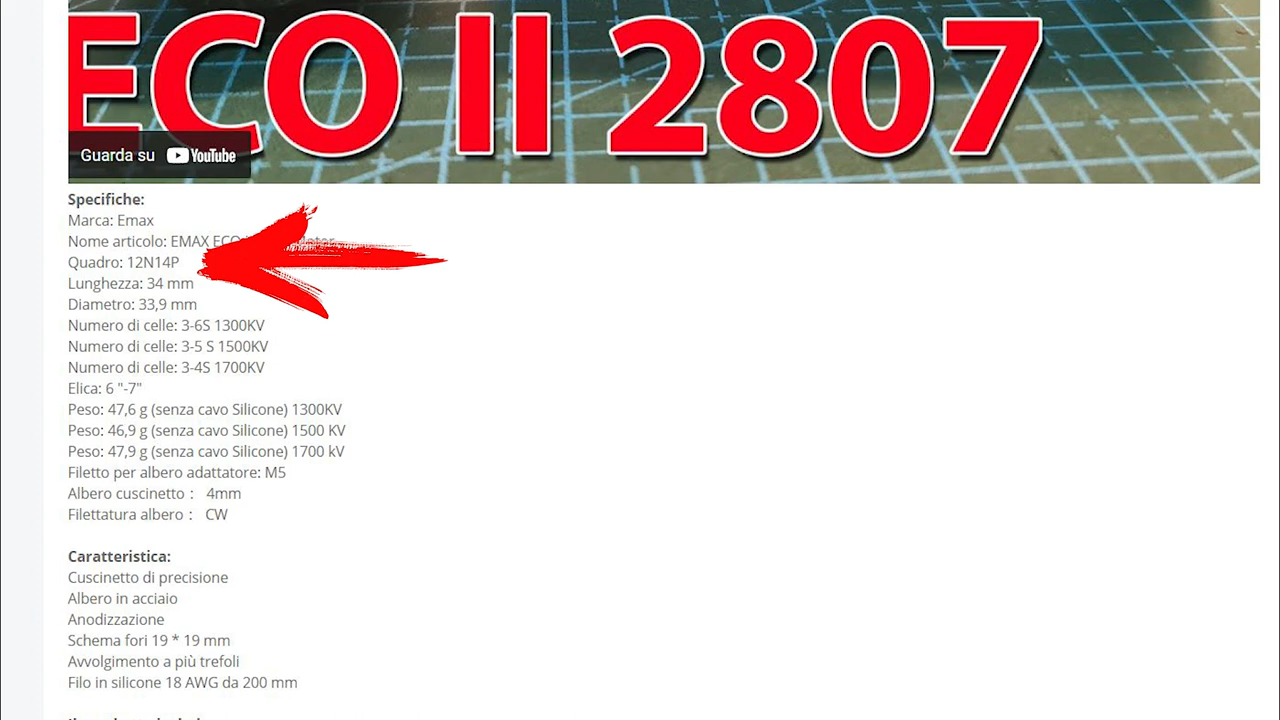 ECO II 2807
Guarda su YouTube
Specifiche:
Marca: Emax
Nome articolo: EMAX ECO
Quadro: 12N14P
Lunghezza: 34 mm
Diametro: 33,9 mm
Numero di celle: 3-6S 1300KV
Numero di celle: 3-5 S 1500KV
Numero di celle: 3-4S 1700KV
Elica: 6 "-7"
Peso: 47,6 g (senza cavo Silicone) 1300KV
Peso: 46,9 g (senza cavo Silicone) 1500 KV
Peso: 47,9 g (senza cavo Silicone) 1700 kV
Filetto per albero adattatore: M5
Albero cuscinetto： 4mm
Filettatura albero： CW
Caratteristica:
Cuscinetto di precisione
Albero in acciaio
Anodizzazione
Schema fori 19 * 19 mm
Avvolgimento a più trefoli
Filo in silicone 18 AWG da 200 mm